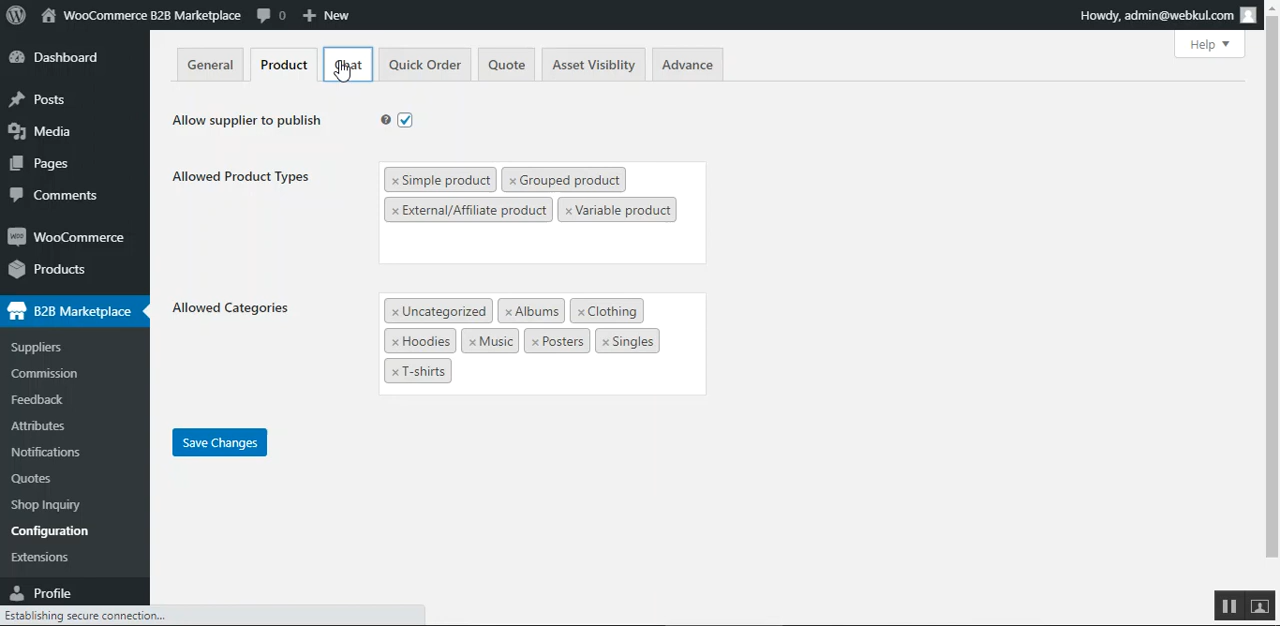 WooCommerce B2B Marketplace 0 New Howdy, admin@webkul.com
Help
Dashboard
Posts
Media
Pages
Comments
WooCommerce
Products
B2B Marketplace
Suppliers
Commission
Feedback
Attributes
Notifications
Quotes
Shop Inquiry
Configuration
Extensions
Profile
General Product Chat Quick Order Quote Asset Visiblity Advance
Allow supplier to publish
Allowed Product Types
× Simple product × Grouped product
× External/Affiliate product × Variable product
Allowed Categories
× Uncategorized × Albums × Clothing
× Hoodies × Music × Posters × Singles
× T-shirts
Save Changes
Establishing secure connection...